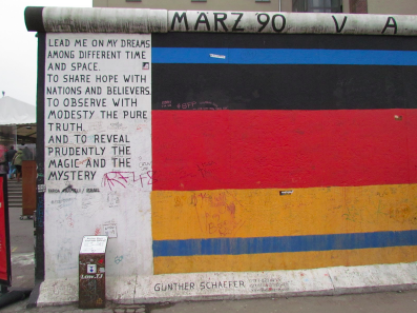 MARZ 90 V A
LEAD ME ON MY DREAMS
AMONG DIFFERENT TIME
AND SPACE.
TO SHARE HOPE WITH
NATIONS AND BELIEVERS.
TO OBSERVE WITH
MODESTY THE PURE
TRUTH
AND TO REVEAL
PRUDENTLY THE
MAGIC AND THE
MYSTERY
GUNTHER SCHAEFER